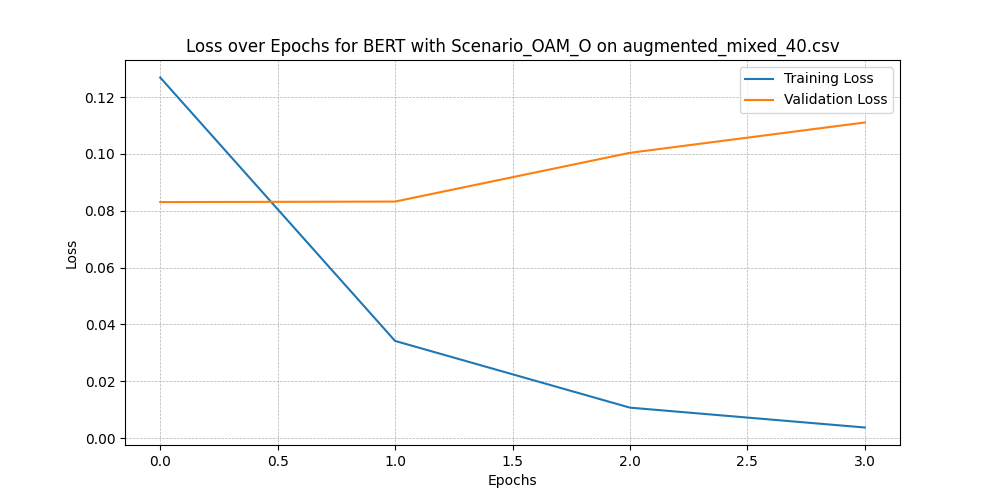 Loss over Epochs for BERT with Scenario_OAM_O on augmented_mixed_40.csv
Training Loss
Validation Loss
Loss
0.12
0.10
0.08
0.06
0.04
0.02
0.00
0.0 0.5 1.0 1.5 2.0 2.5 3.0
Epochs